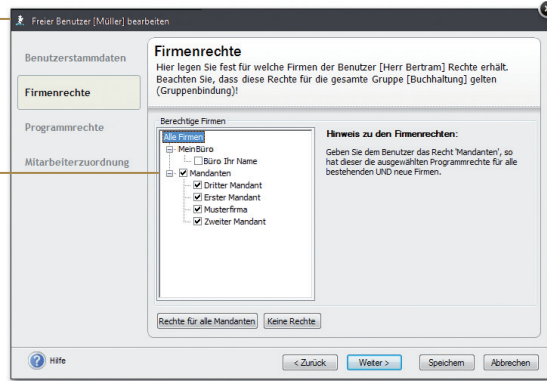 Freier Benutzer [Müller] bearbeiten
Benutzerstammdaten
Firmenrechte
Programmrechte
Mitarbeiterzuordnung
Firmenrechte
Hier legen Sie fest für welche Firmen der Benutzer [Herr Bertram] Rechte erhält.
Beachten Sie, dass diese Rechte für die gesamte Gruppe [Buchhaltung] gelten
(Gruppenbindung)!
Berechtige Firmen
Alle Firmen
MeinBüro
Büro Ihr Name
Mandanten
Dritter Mandant
Erster Mandant
Musterfirma
Zweiter Mandant
Hinweis zu den Firmenrechten:
Geben Sie dem Benutzer das Recht 'Mandanten', so
hat dieser die ausgewählten Programmrechte für alle
bestehenden UND neue Firmen.
Rechte für alle Mandanten
Keine Rechte
Hilfe
< Zurück
Weiter >
Speichern
Abbrechen